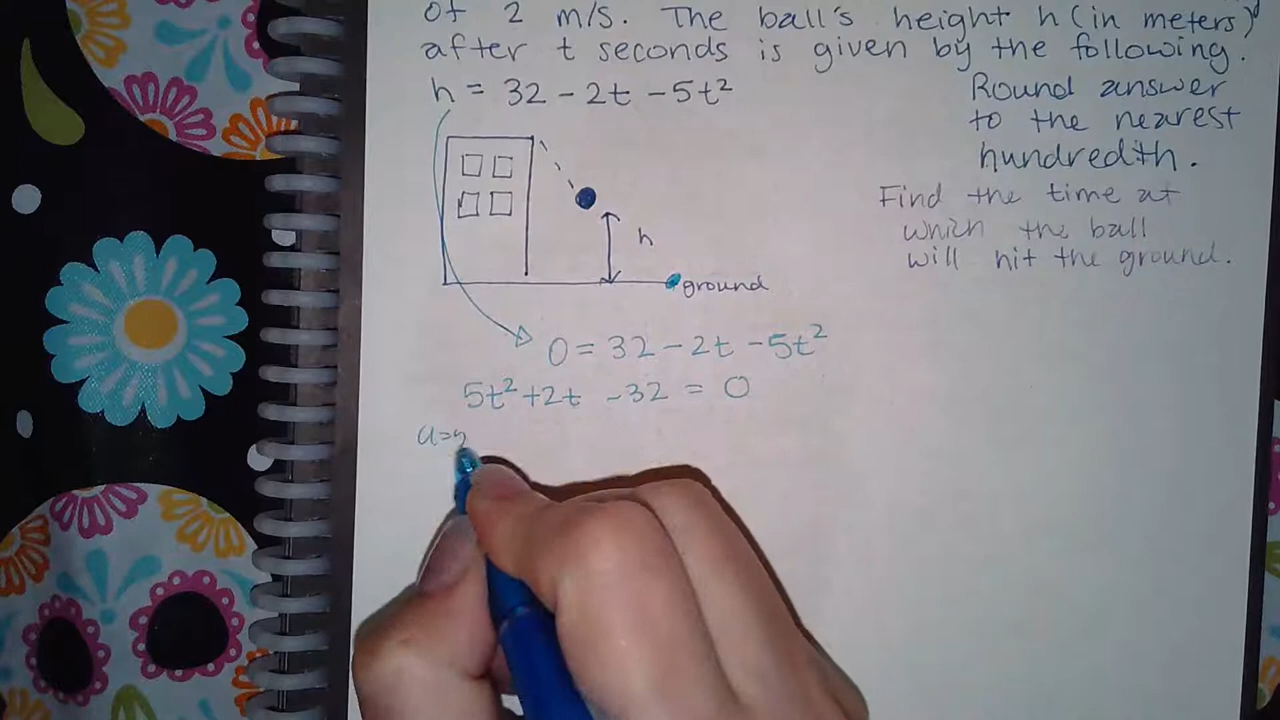 of 2 m/s. The ball's height h (in meters)
after t seconds is given by the following.
h = 32 - 2t - 5t²
Round answer
to the nearest
hundredth.
Find the time at
which the ball
will hit the ground.
h
ground
0 = 32 - 2t - 5t²
5t² + 2t - 32 = 0
a=